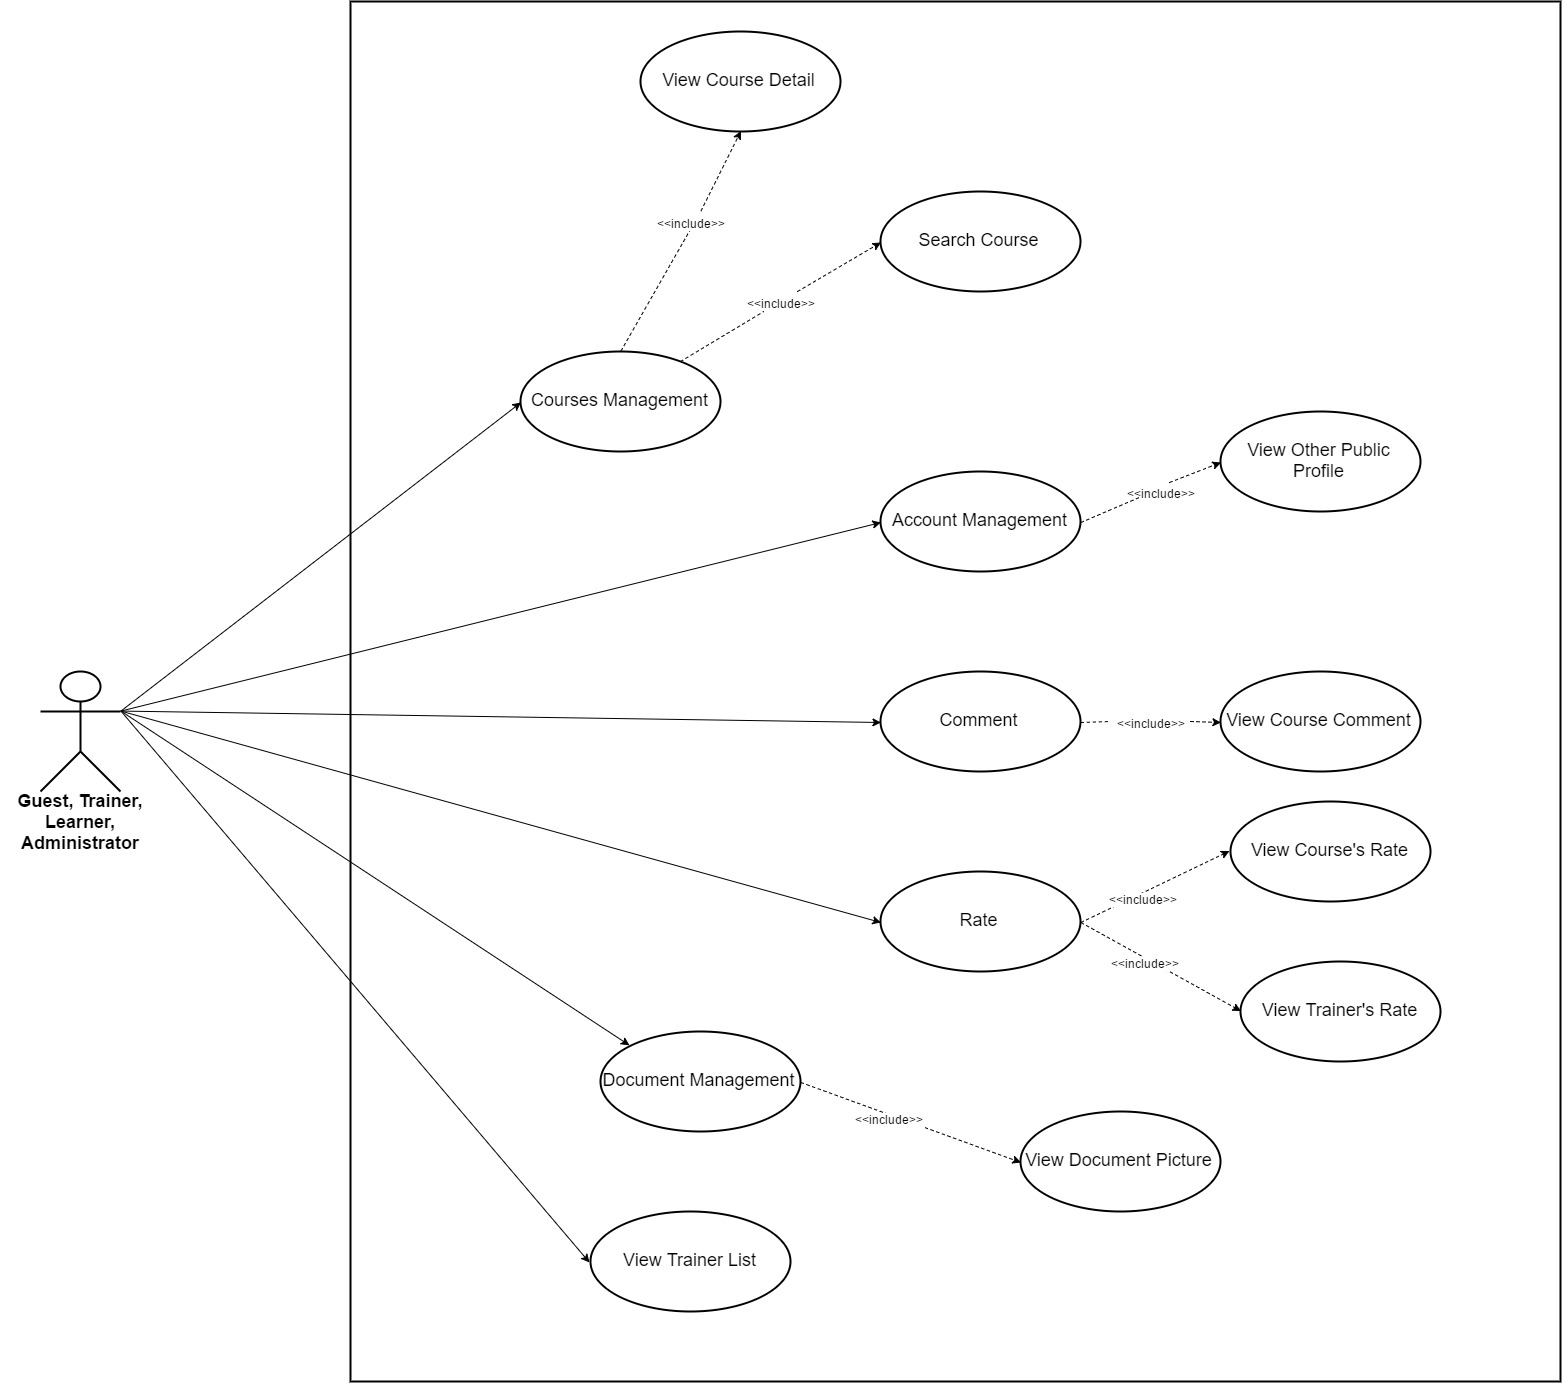 View Course Detail
<<include>>
Search Course
<<include>>
Courses Management
View Other Public
Profile
<<include>>
Account Management
Comment
<<include>>
View Course Comment
Guest, Trainer,
Learner,
Administrator
View Course's Rate
<<include>>
Rate
<<include>>
View Trainer's Rate
Document Management
<<include>>
View Document Picture
View Trainer List